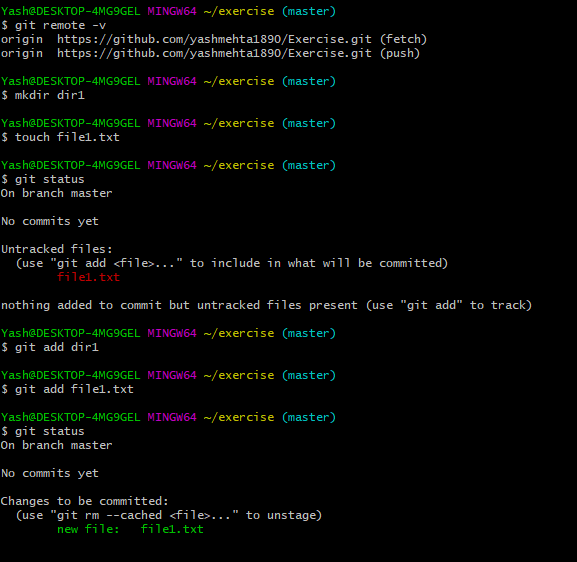 Yash@DESKTOP-4MG9GEL MINGW64 ~/exercise (master)
$ git remote -v
origin  https://github.com/yashmehta1890/Exercise.git (fetch)
origin  https://github.com/yashmehta1890/Exercise.git (push)

Yash@DESKTOP-4MG9GEL MINGW64 ~/exercise (master)
$ mkdir dir1

Yash@DESKTOP-4MG9GEL MINGW64 ~/exercise (master)
$ touch file1.txt

Yash@DESKTOP-4MG9GEL MINGW64 ~/exercise (master)
$ git status
On branch master

No commits yet

Untracked files:
  (use "git add <file>..." to include in what will be committed)
        file1.txt

nothing added to commit but untracked files present (use "git add" to track)

Yash@DESKTOP-4MG9GEL MINGW64 ~/exercise (master)
$ git add dir1

Yash@DESKTOP-4MG9GEL MINGW64 ~/exercise (master)
$ git add file1.txt

Yash@DESKTOP-4MG9GEL MINGW64 ~/exercise (master)
$ git status
On branch master

No commits yet

Changes to be committed:
  (use "git rm --cached <file>..." to unstage)
        new file:   file1.txt